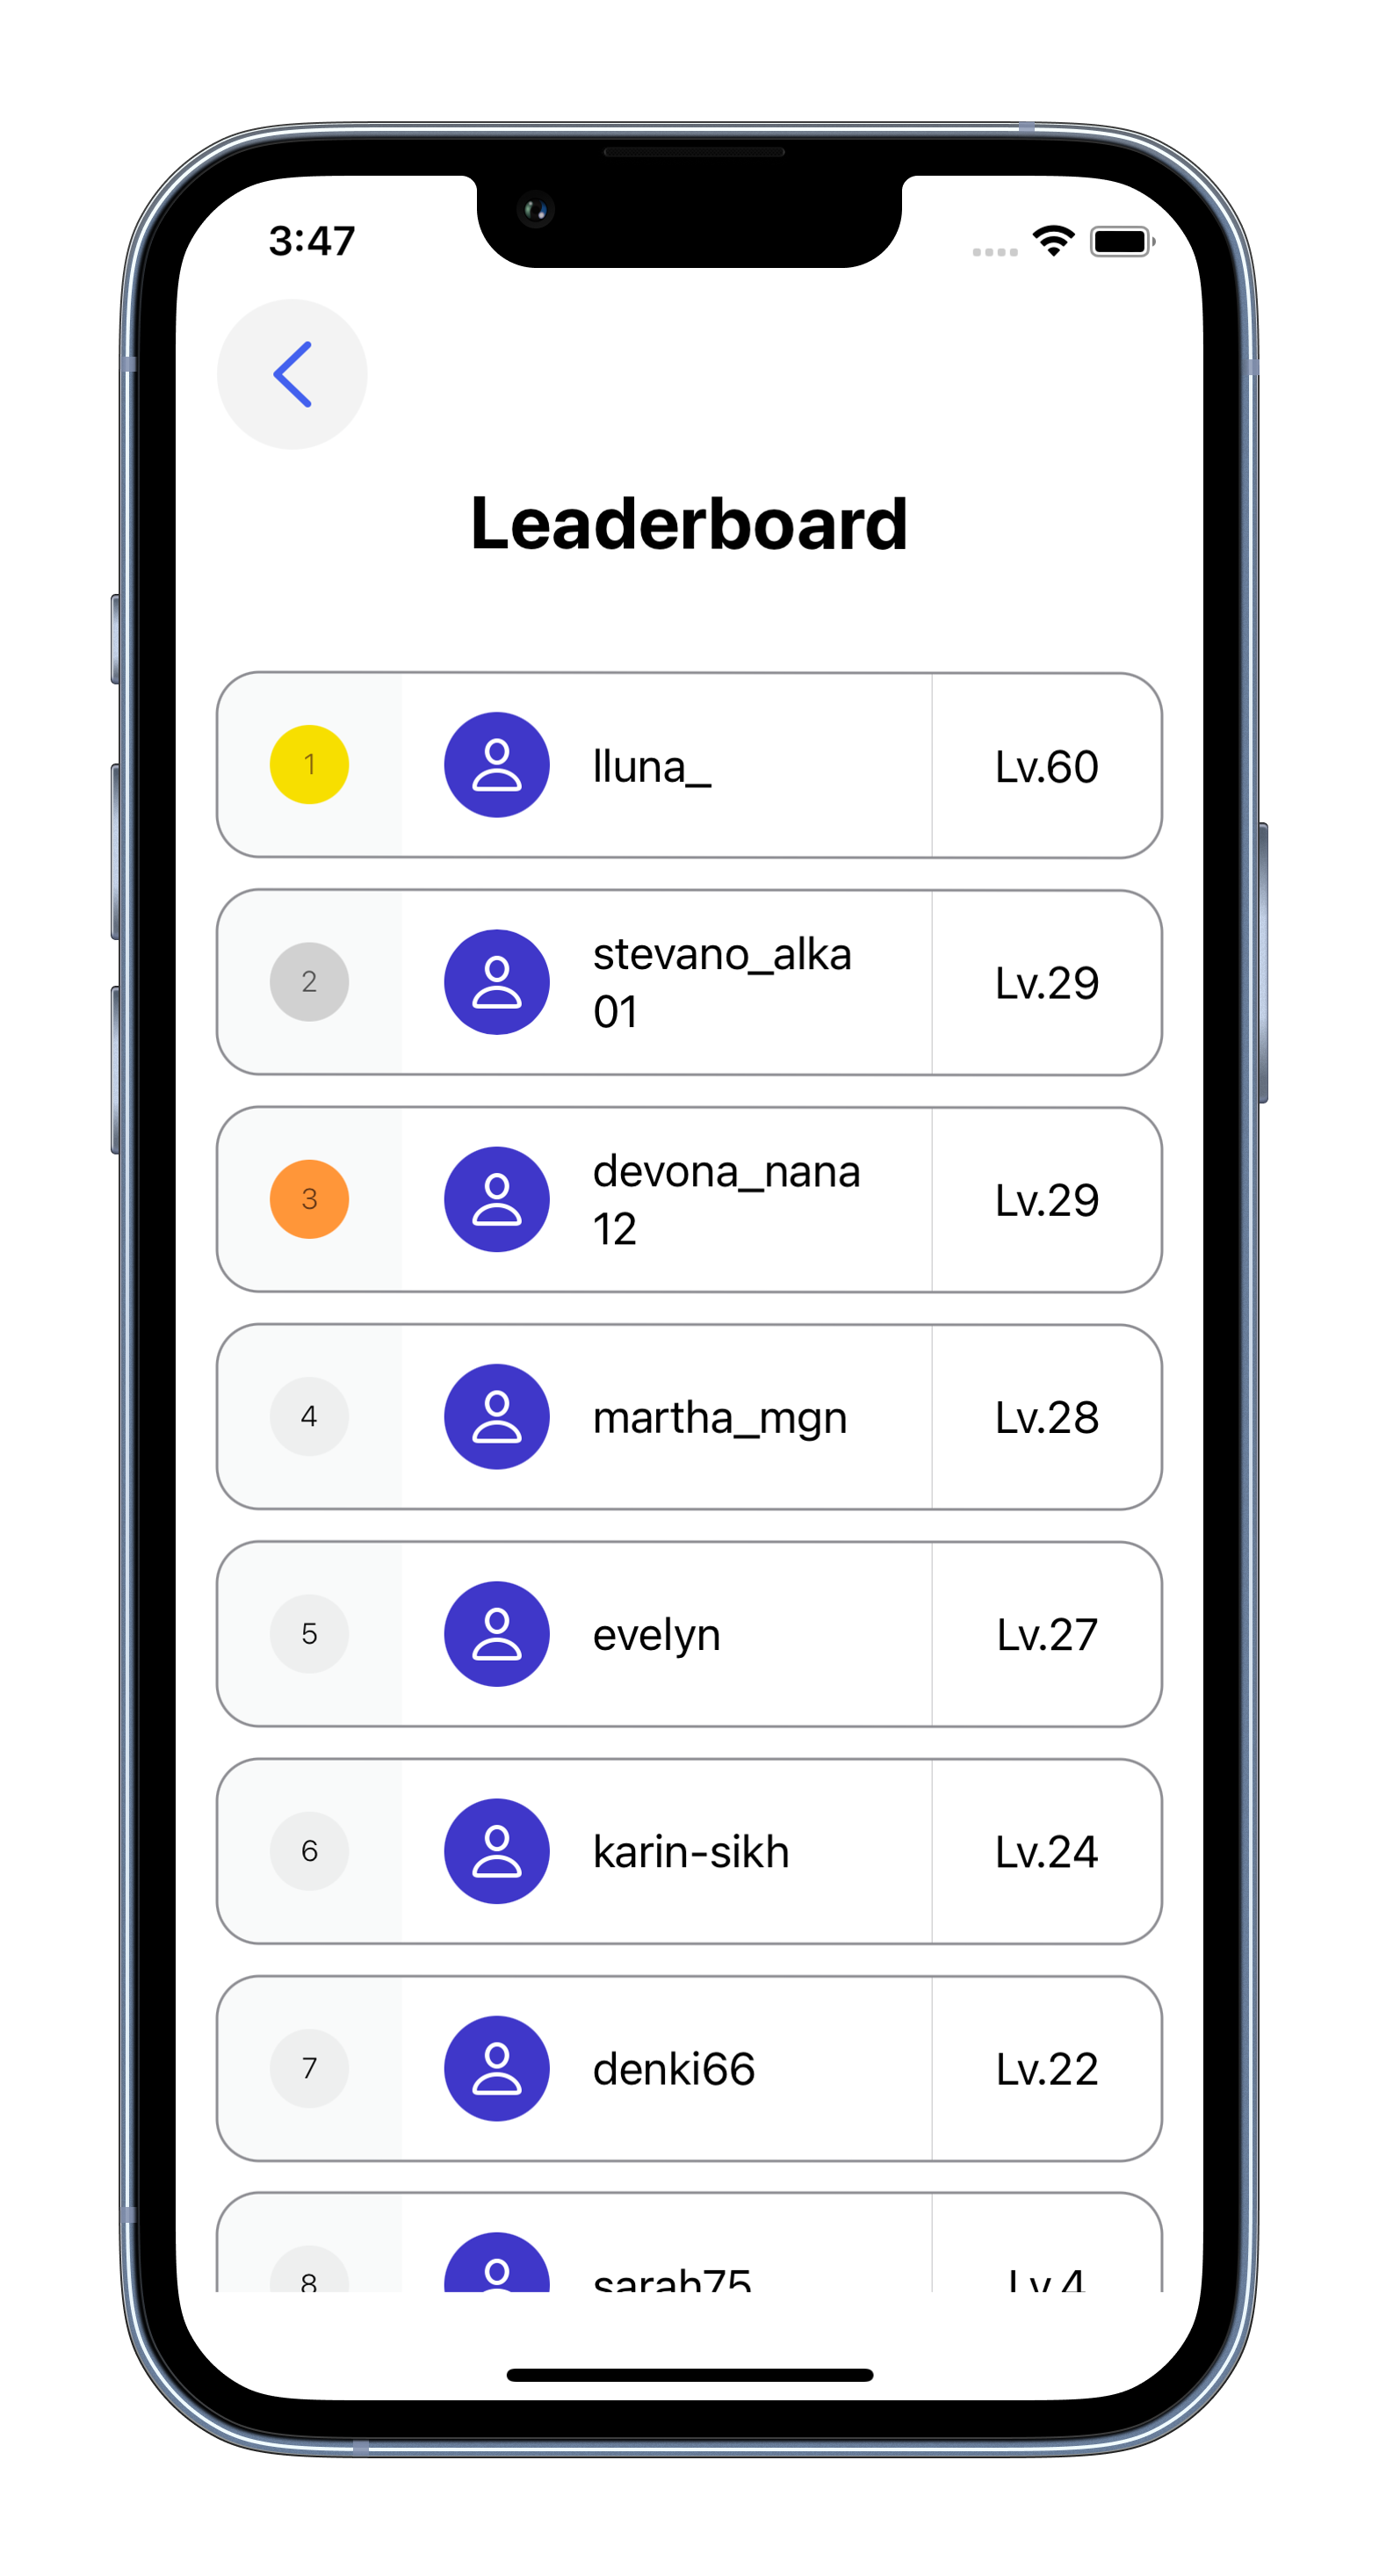 3:47
Leaderboard
1 lluna_ Lv.60
2 stevano_alka
01 Lv.29
3 devona_nana
12 Lv.29
4 martha_mgn Lv.28
5 evelyn Lv.27
6 karin-sikh Lv.24
7 denki66 Lv.22
8 sarah75 Lv.4